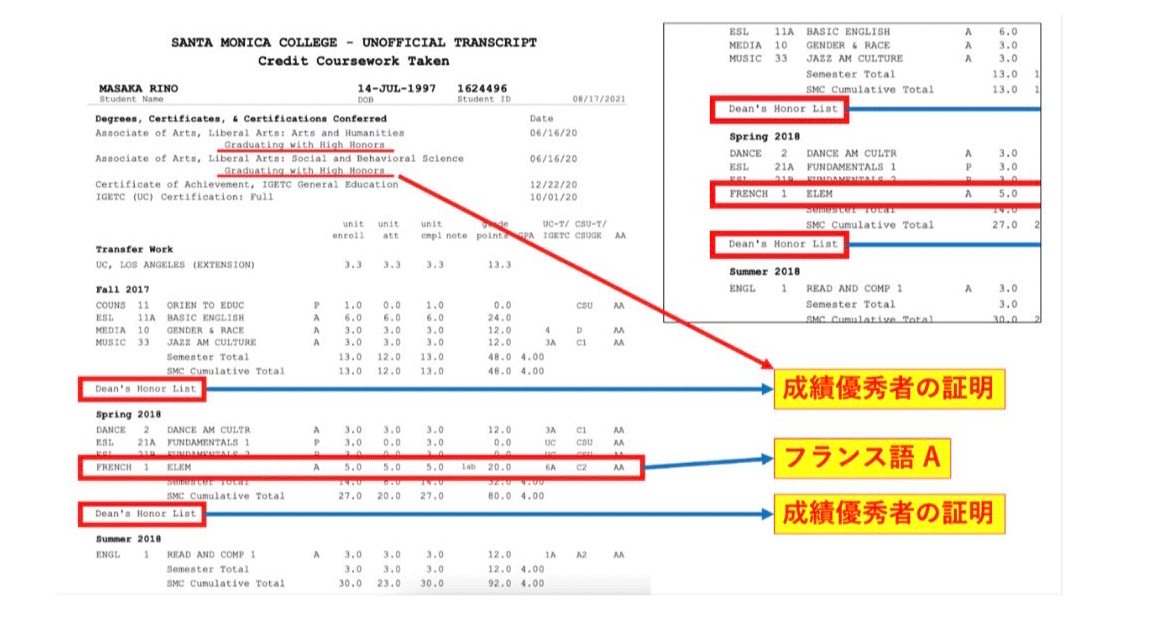 SANTA MONICA COLLEGE - UNOFFICIAL TRANSCRIPT
Credit Coursework Taken
MASAKA RINO 14-JUL-1997 1624496
Student Name DOB Student ID 08/17/2021
Degrees, Certificates, & Certifications Conferred Date
Associate of Arts, Liberal Arts: Arts and Humanities 06/16/20
Graduating with High Honors
Associate of Arts, Liberal Arts: Social and Behavioral Science 06/16/20
Graduating with High Honors
Certificate of Achievement, IGETC General Education 12/22/20
IGETC (UC) Certification: Full 10/01/20
unit unit unit grade UC-T/ CSU-T/
enroll att cmpl note points GPA IGETC CSUGE AA
Transfer Work
UC, LOS ANGELES (EXTENSION) 3.3 3.3 3.3 13.3
Fall 2017
COUNS 11 ORIEN TO EDUC P 1.0 0.0 1.0 0.0 CSU AA
ESL 11A BASIC ENGLISH A 6.0 6.0 6.0 24.0
MEDIA 10 GENDER & RACE A 3.0 3.0 3.0 12.0 4 D AA
MUSIC 33 JAZZ AM CULTURE A 3.0 3.0 3.0 12.0 3A C1 AA
Semester Total 13.0 12.0 13.0 48.0 4.00
SMC Cumulative Total 13.0 12.0 13.0 48.0 4.00
Dean's Honor List
Spring 2018
DANCE 2 DANCE AM CULTR A 3.0 3.0 3.0 12.0 3A C1 AA
ESL 21A FUNDAMENTALS 1 P 3.0 0.0 3.0 0.0 UC CSU AA
ESL 21B FUNDAMENTALS 2 P 3.0 0.0 3.0 0.0 UC CSU AA
FRENCH 1 ELEM A 5.0 5.0 5.0 lab 20.0 6A C2 AA
Semester Total 14.0 8.0 14.0 32.0 4.00
SMC Cumulative Total 27.0 20.0 27.0 80.0 4.00
Dean's Honor List
Summer 2018
ENGL 1 READ AND COMP 1 A 3.0 3.0 3.0 12.0 1A A2 AA
Semester Total 3.0 3.0 3.0 12.0 4.00
SMC Cumulative Total 30.0 23.0 30.0 92.0 4.00
ESL 11A BASIC ENGLISH A 6.0
MEDIA 10 GENDER & RACE A 3.0
MUSIC 33 JAZZ AM CULTURE A 3.0
Semester Total 13.0 1
SMC Cumulative Total 13.0 1
Dean's Honor List
Spring 2018
DANCE 2 DANCE AM CULTR A 3.0
ESL 21A FUNDAMENTALS 1 P 3.0
ESL 21B FUNDAMENTALS 2 P 3.0
FRENCH 1 ELEM A 5.0
Semester Total 14.0
SMC Cumulative Total 27.0 2
Dean's Honor List
Summer 2018
ENGL 1 READ AND COMP 1 A 3.0
Semester Total 3.0
SMC Cumulative Total 30.0 2
成績優秀者の証明
フランス語 A
成績優秀者の証明